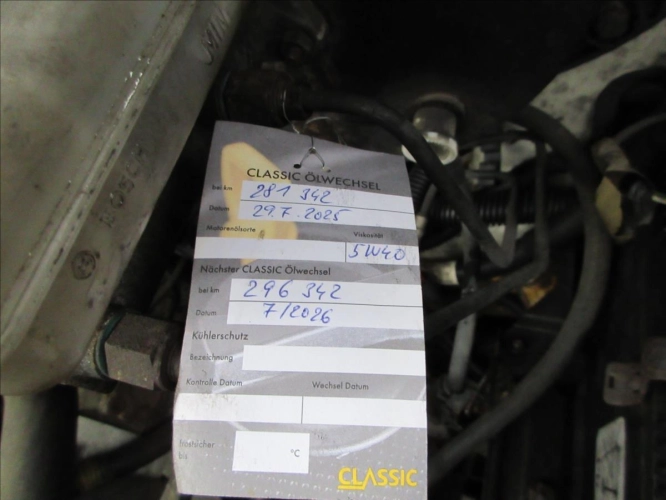 MIN
CLASSIC ÖLWECHSEL
bei km 281 342
Datum 29.7.2025
Motorenölsorte Viskosität
5W40
Nächster CLASSIC Ölwechsel
bei km 296 342
Datum 7/2026
Kühlerschutz
Bezeichnung
Kontrolle Datum Wechsel Datum
bis °C
CLASSIC